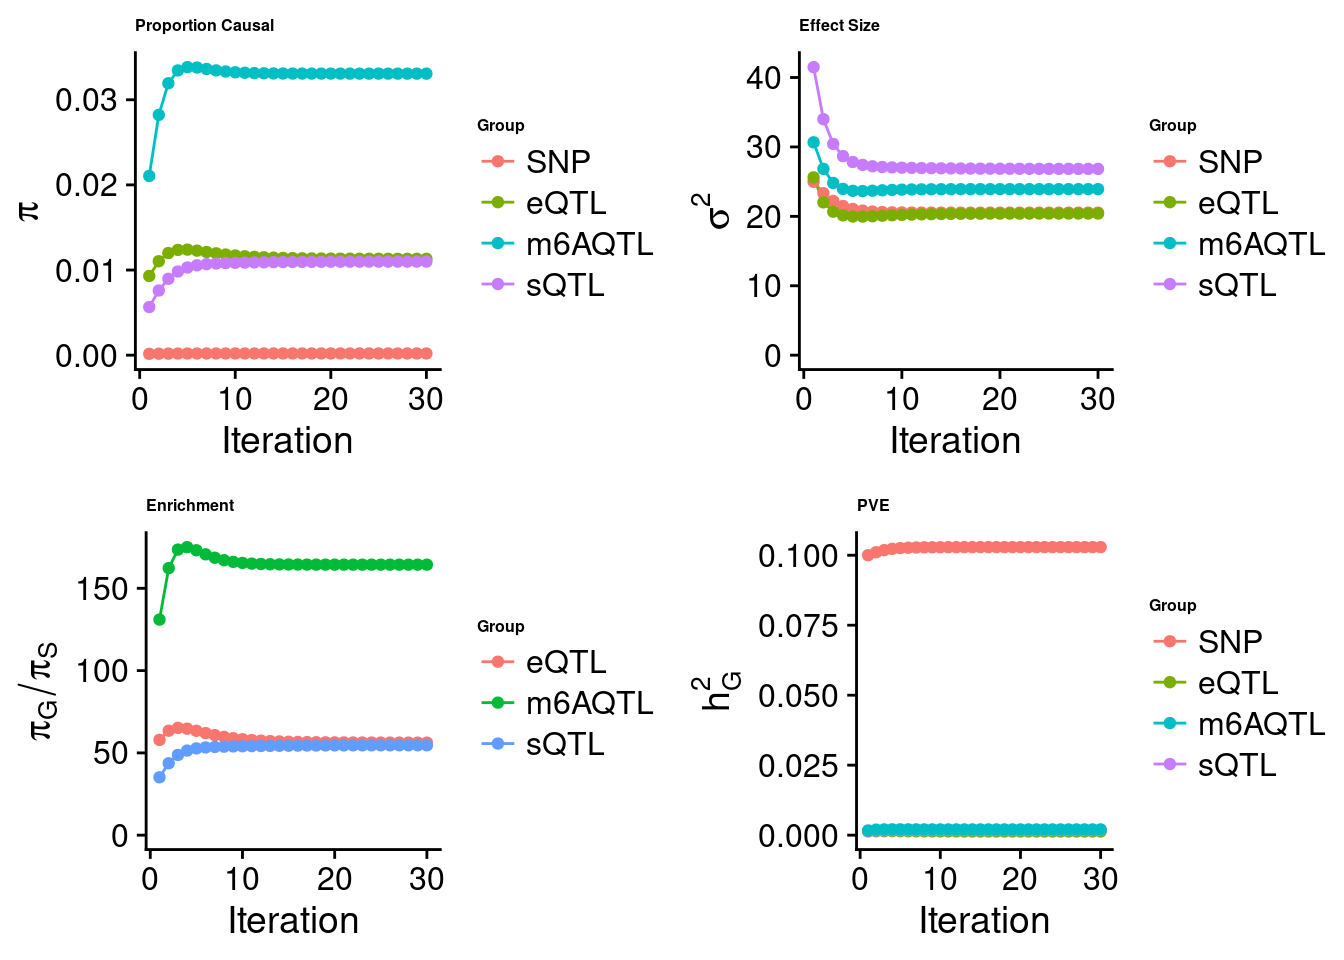 Proportion Causal
π
0.03
0.02
0.01
0.00
0 10 20 30
Iteration
Group
SNP
eQTL
m6AQTL
sQTL
Effect Size
σ²
40
30
20
10
0
0 10 20 30
Iteration
Group
SNP
eQTL
m6AQTL
sQTL
Enrichment
π_G/π_S
150
100
50
0
0 10 20 30
Iteration
Group
eQTL
m6AQTL
sQTL
PVE
h²_G
0.100
0.075
0.050
0.025
0.000
0 10 20 30
Iteration
Group
SNP
eQTL
m6AQTL
sQTL